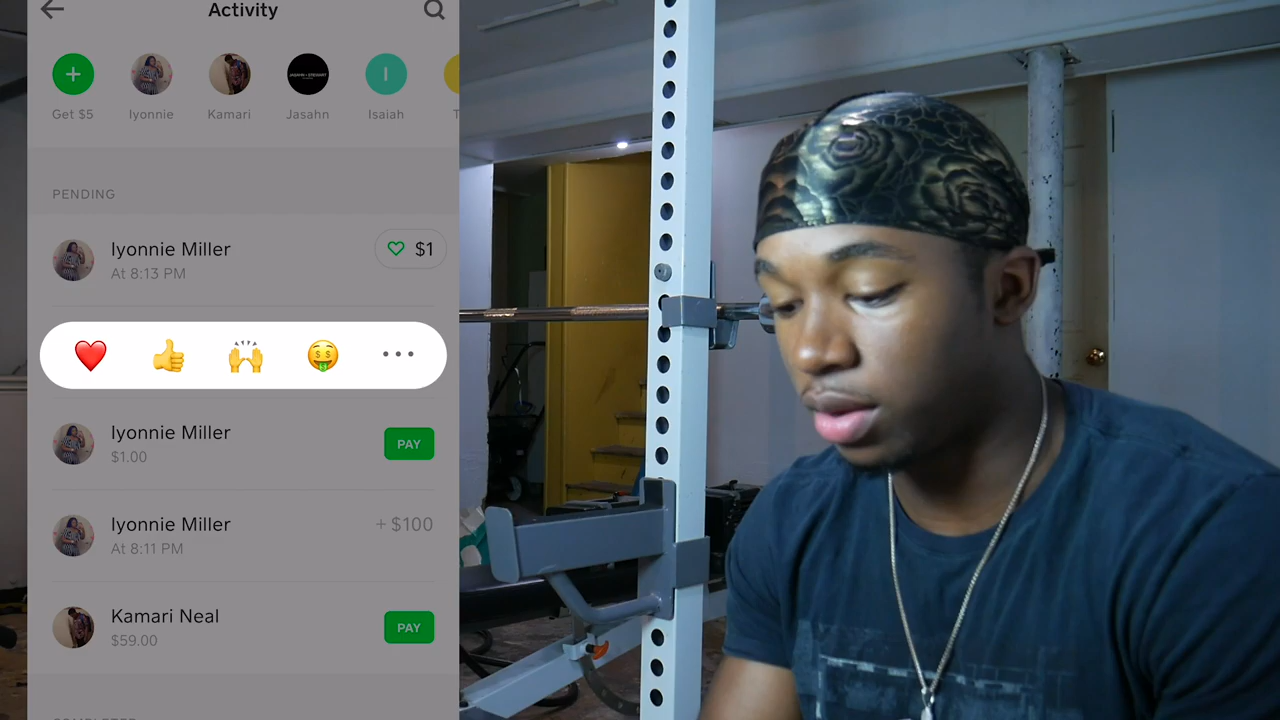 Activity
Get $5
Iyonnie
Kamari
Jasahn
Isaiah
T
PENDING
Iyonnie Miller
$1
At 8:13 PM
Iyonnie Miller
PAY
$1.00
Iyonnie Miller
+ $100
At 8:11 PM
Kamari Neal
PAY
$59.00